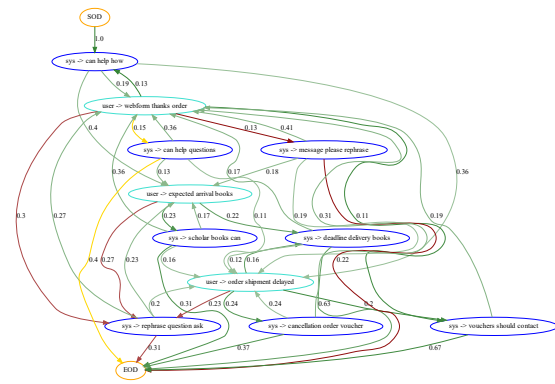 SOD
1.0
sys -> can help how
0.19 0.13
user -> webform thanks order
0.4 0.15 0.36 0.13 0.41
sys -> can help questions sys -> message please rephrase
0.36 0.13 0.17 0.18 0.36
user -> expected arrival books
0.3 0.27 0.23 0.17 0.22 0.11 0.19 0.31 0.11 0.19
sys -> scholar books can sys -> deadline delivery books
0.4 0.27 0.23 0.16 0.12 0.16 0.22
user -> order shipment delayed
0.2 0.31 0.23 0.24 0.24 0.63 0.2
sys -> rephrase question ask sys -> cancellation order voucher sys -> vouchers should contact
0.31 0.37 0.67
EOD